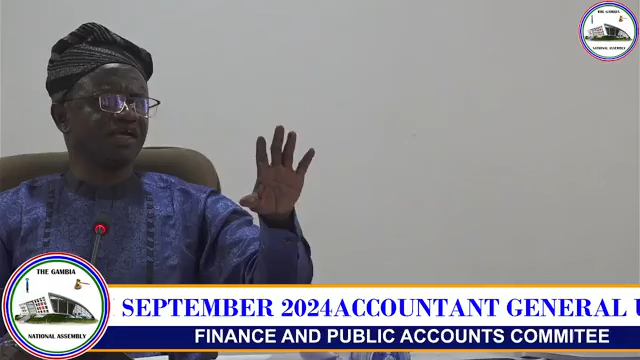 THE GAMBIA
NATIONAL ASSEMBLY
THE GAMBIA
NATIONAL ASSEMBLY
SEPTEMBER 2024ACCOUNTANT GENERAL
FINANCE AND PUBLIC ACCOUNTS COMMITEE